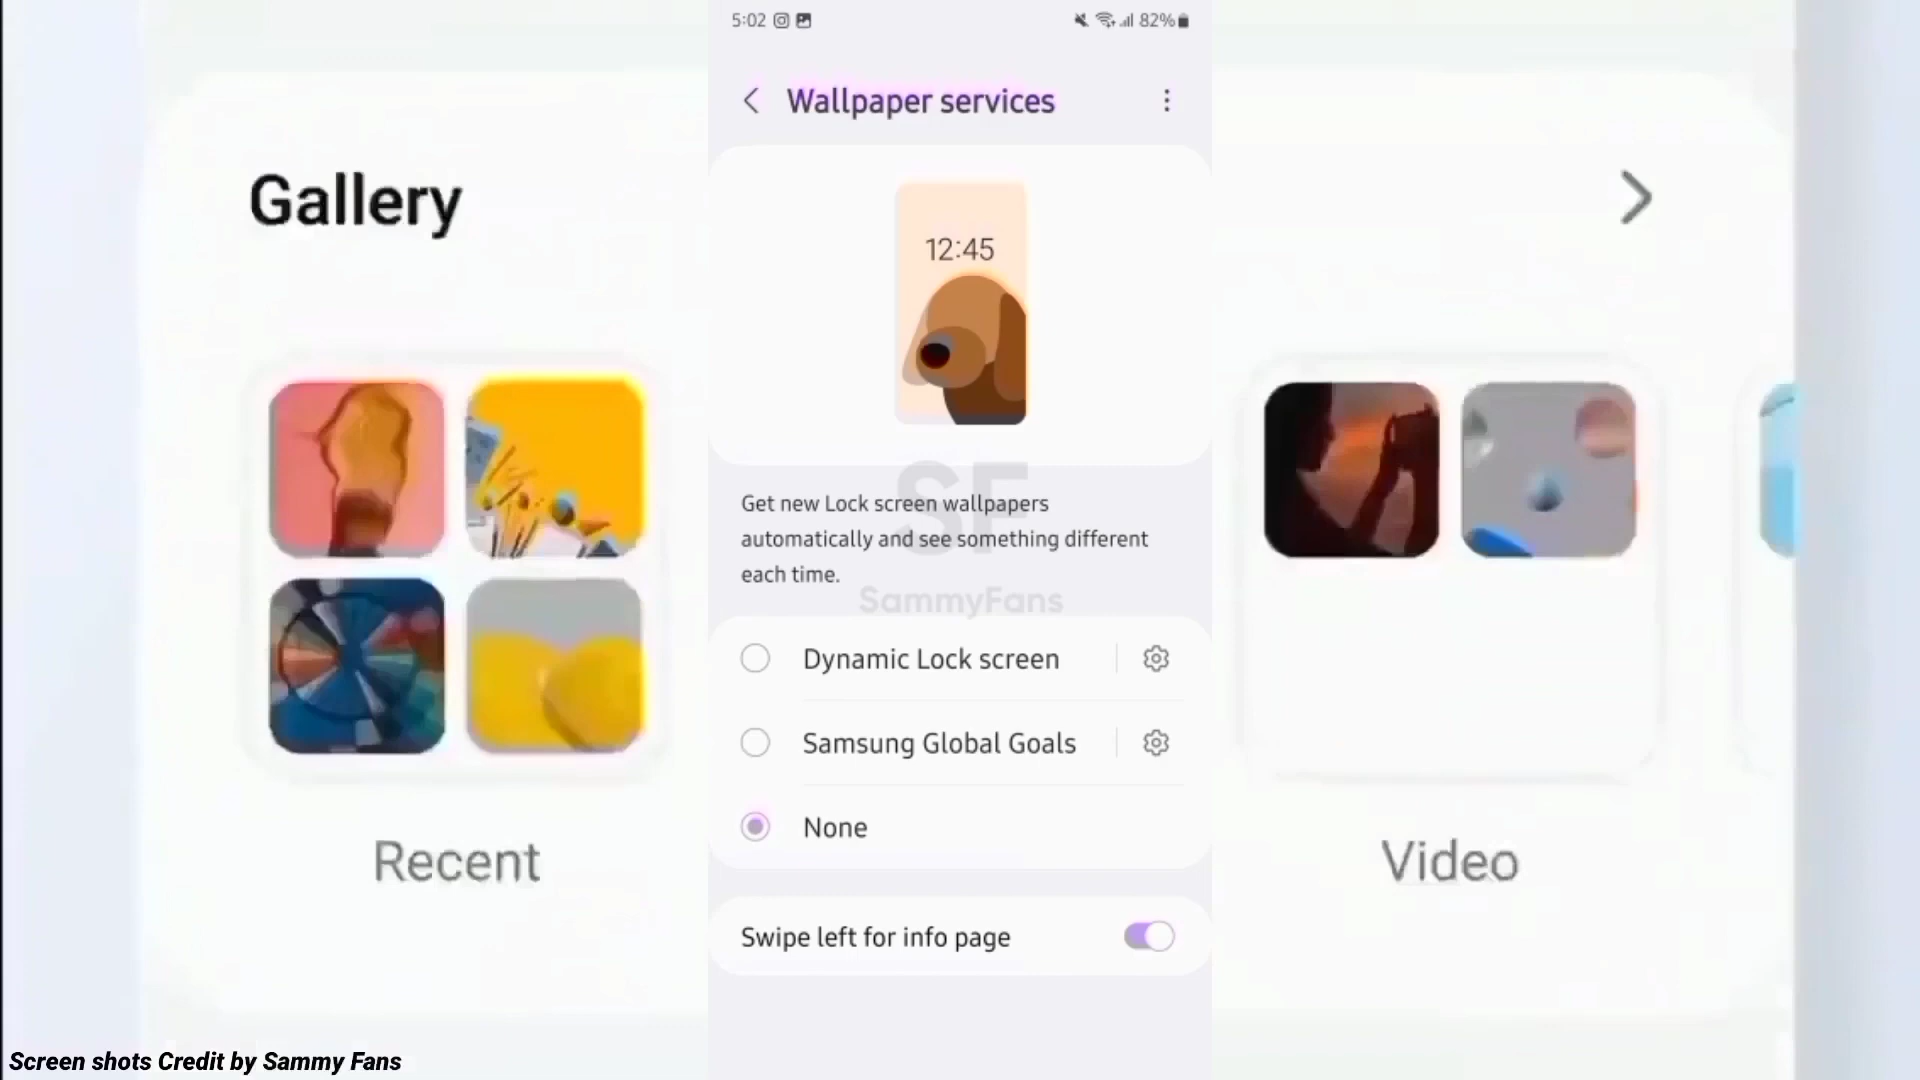 5:02
82%
Wallpaper services
Gallery
12:45
SF
SammyFans
Get new Lock screen wallpapers
automatically and see something different
each time.
Dynamic Lock screen
Samsung Global Goals
None
Recent
Video
Swipe left for info page
Screen shots Credit by Sammy Fans